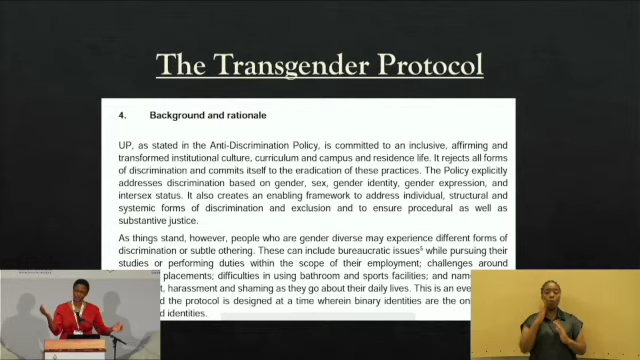 The Transgender Protocol
4. Background and rationale
UP, as stated in the Anti-Discrimination Policy, is committed to an inclusive, affirming and
transformed institutional culture, curriculum and campus and residence life. It rejects all forms
of discrimination and commits itself to the eradication of these practices. The Policy explicitly
addresses discrimination based on gender, sex, gender identity, gender expression, and
intersex status. It also creates an enabling framework to address individual, structural and
systemic forms of discrimination and exclusion and to ensure procedural as well as
substantive justice.
As things stand, however, people who are gender diverse may experience different forms of
discrimination or subtle othering. These can include bureaucratic issues⁵ while pursuing their
studies or performing duties within the scope of their employment; challenges around
placements; difficulties in using bathroom and sports facilities; and
harassment and shaming as they go about their daily lives. This is an
the protocol is designed at a time wherein binary identities are the
identities.